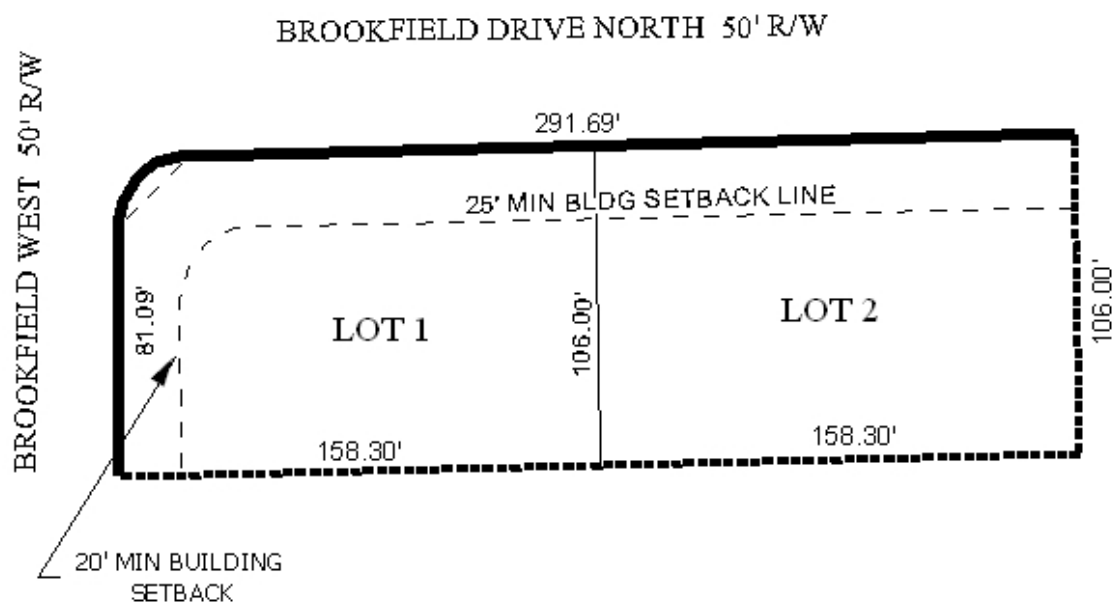 BROOKFIELD DRIVE NORTH 50' R/W
BROOKFIELD WEST 50' R/W
291.69'
25' MIN BLDG SETBACK LINE
81.09'
LOT 1
106.00'
LOT 2
106.00'
158.30'
158.30'
20' MIN BUILDING
SETBACK